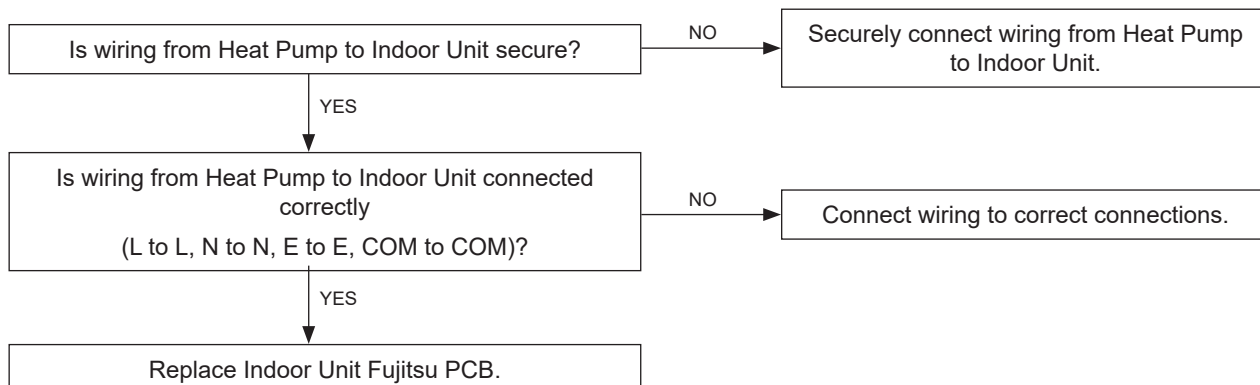 Is wiring from Heat Pump to Indoor Unit secure?
NO
Securely connect wiring from Heat Pump
to Indoor Unit.
YES
Is wiring from Heat Pump to Indoor Unit connected
correctly
(L to L, N to N, E to E, COM to COM)?
NO
Connect wiring to correct connections.
YES
Replace Indoor Unit Fujitsu PCB.